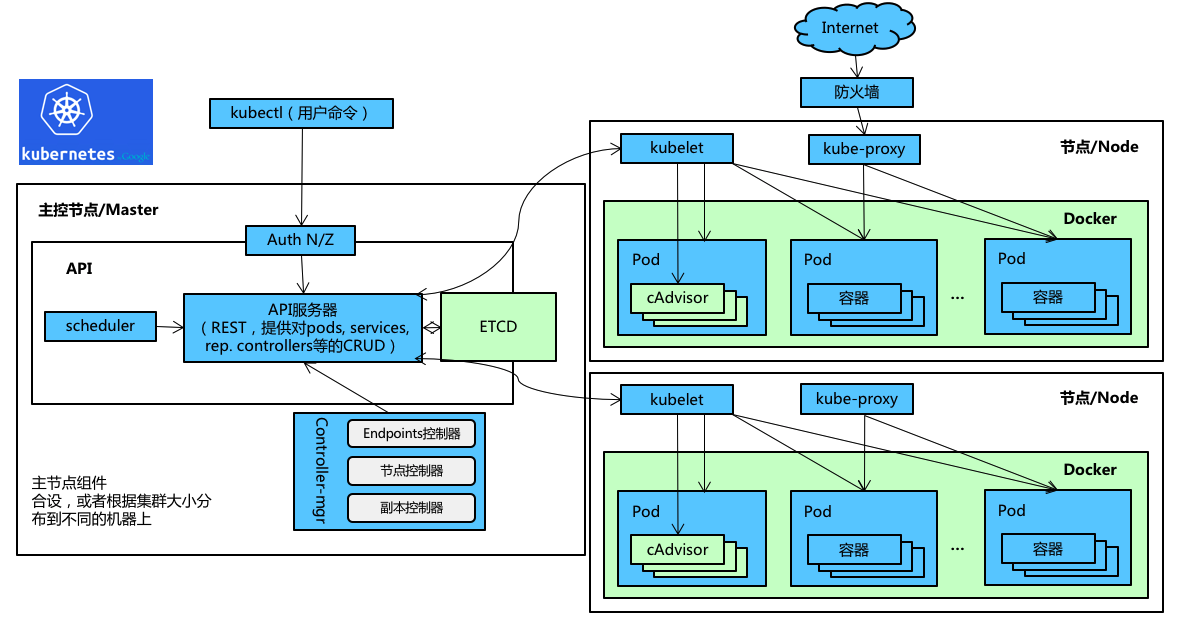 Internet
防火墙
kubernetes
by Google
kubectl（用户命令）
主控节点/Master
Auth N/Z
API
scheduler
API服务器
（REST，提供对pods, services,
rep. controllers等的CRUD）
ETCD
Controller-mgr
Endpoints控制器
节点控制器
副本控制器
主节点组件
合设，或者根据集群大小分
布到不同的机器上
kubelet
kube-proxy
节点/Node
Docker
Pod
cAdvisor
Pod
容器
...
Pod
容器
kubelet
kube-proxy
节点/Node
Docker
Pod
cAdvisor
Pod
容器
...
Pod
容器